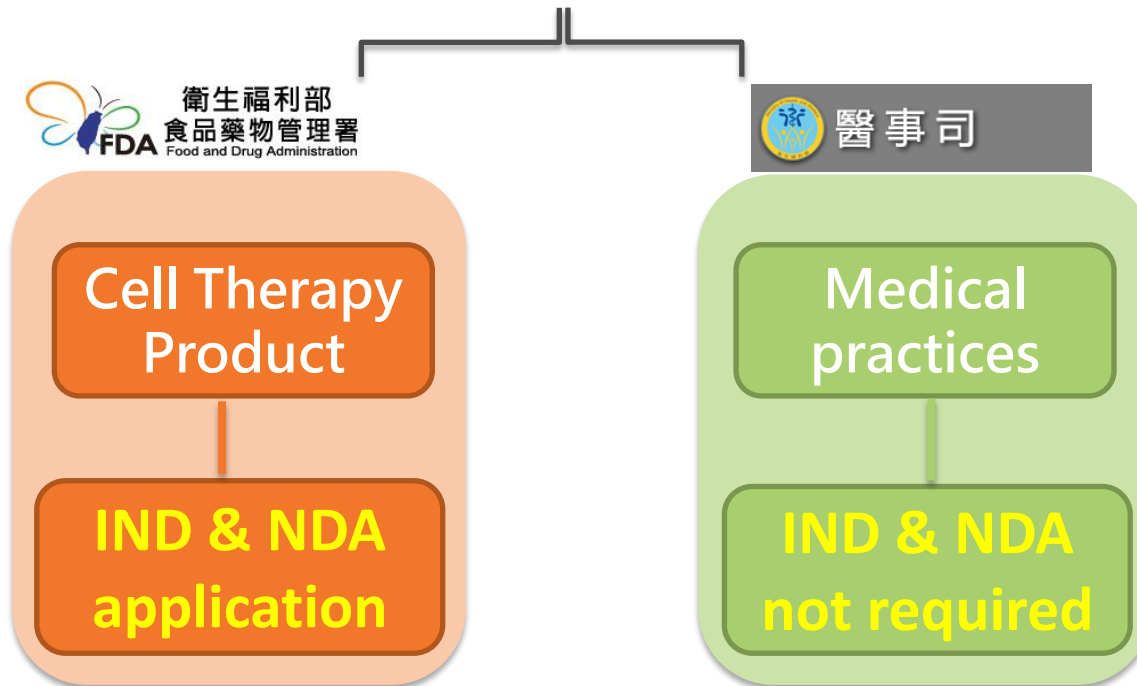 衛生福利部
食品藥物管理署
FDA Food and Drug Administration
醫事司
Cell Therapy
Product
IND & NDA
application
Medical
practices
IND & NDA
not required